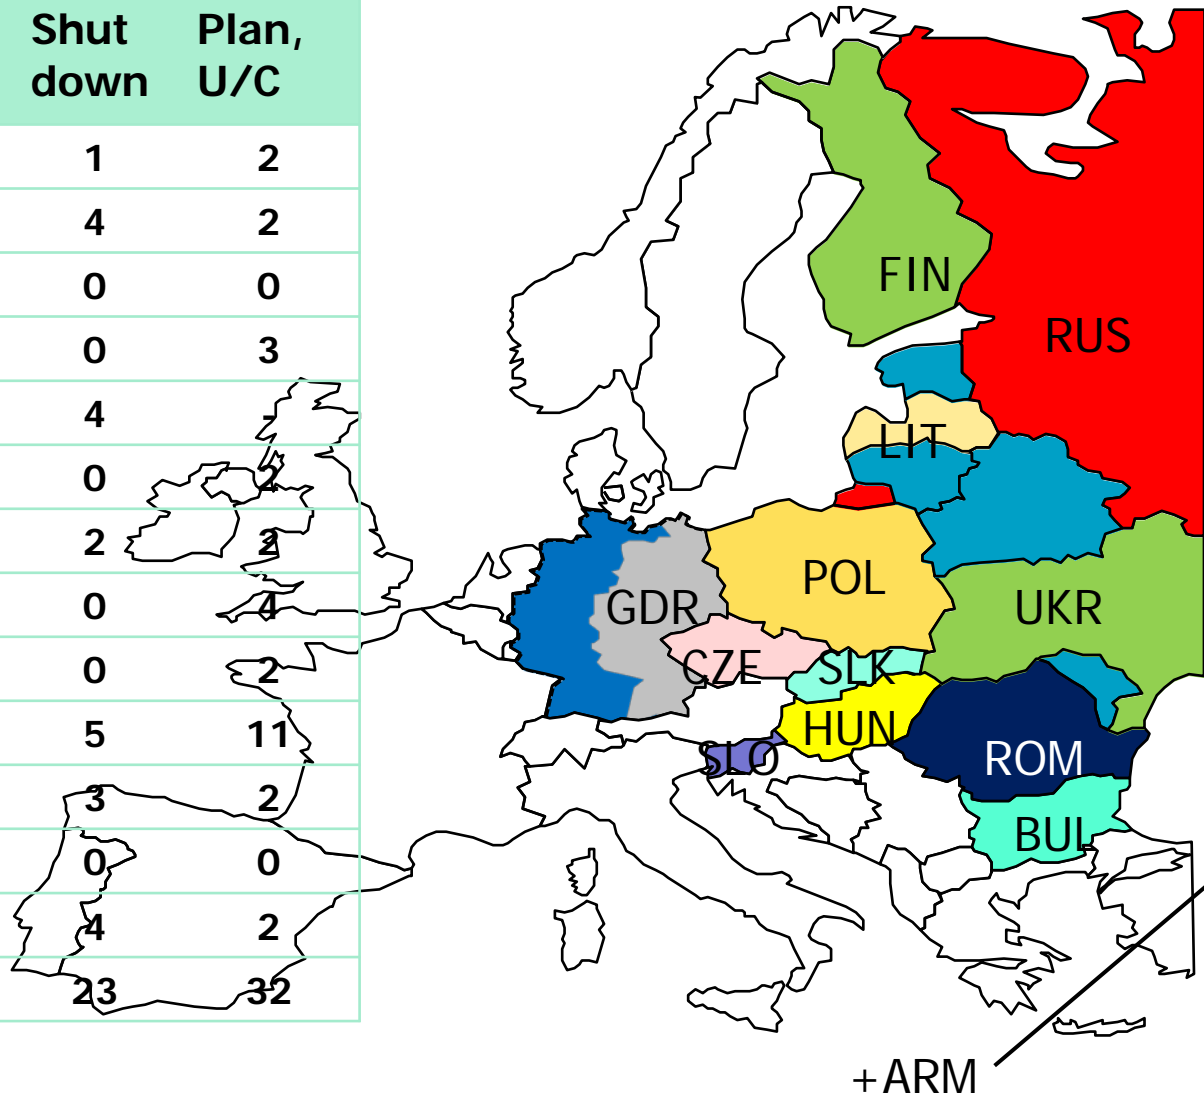 Shut down Plan, U/C
1 2
4 2
0 0
0 3
4 -
0 2
2 2
0 4
0 2
5 11
3 2
0 0
4 2
23 32
FIN
RUS
LIT
POL
GDR
UKR
CZE
SLK
HUN
SLO
ROM
BUL
+ARM